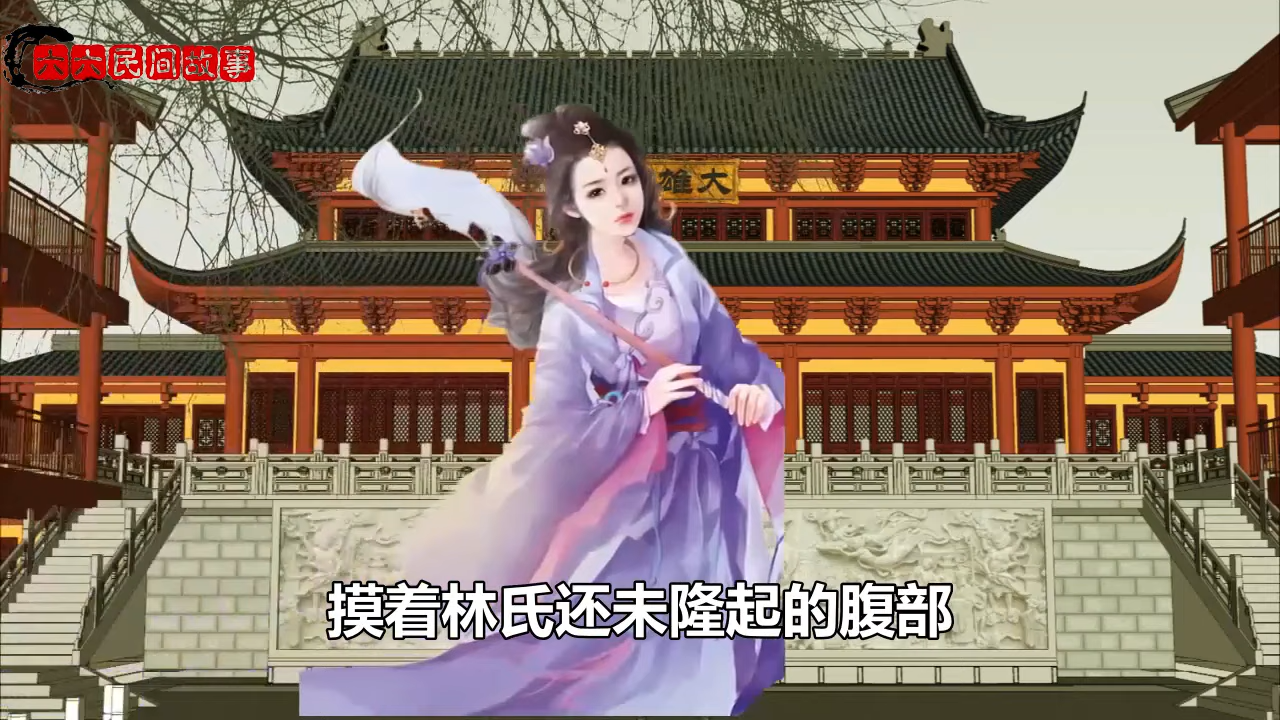 六六民间故事
雄大
摸着林氏还未隆起的腹部